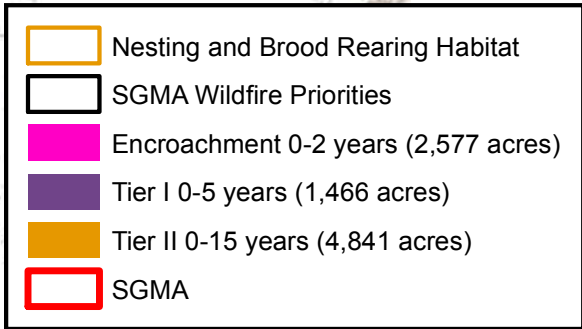 Nesting and Brood Rearing Habitat
SGMA Wildfire Priorities
Encroachment 0-2 years (2,577 acres)
Tier I 0-5 years (1,466 acres)
Tier II 0-15 years (4,841 acres)
SGMA